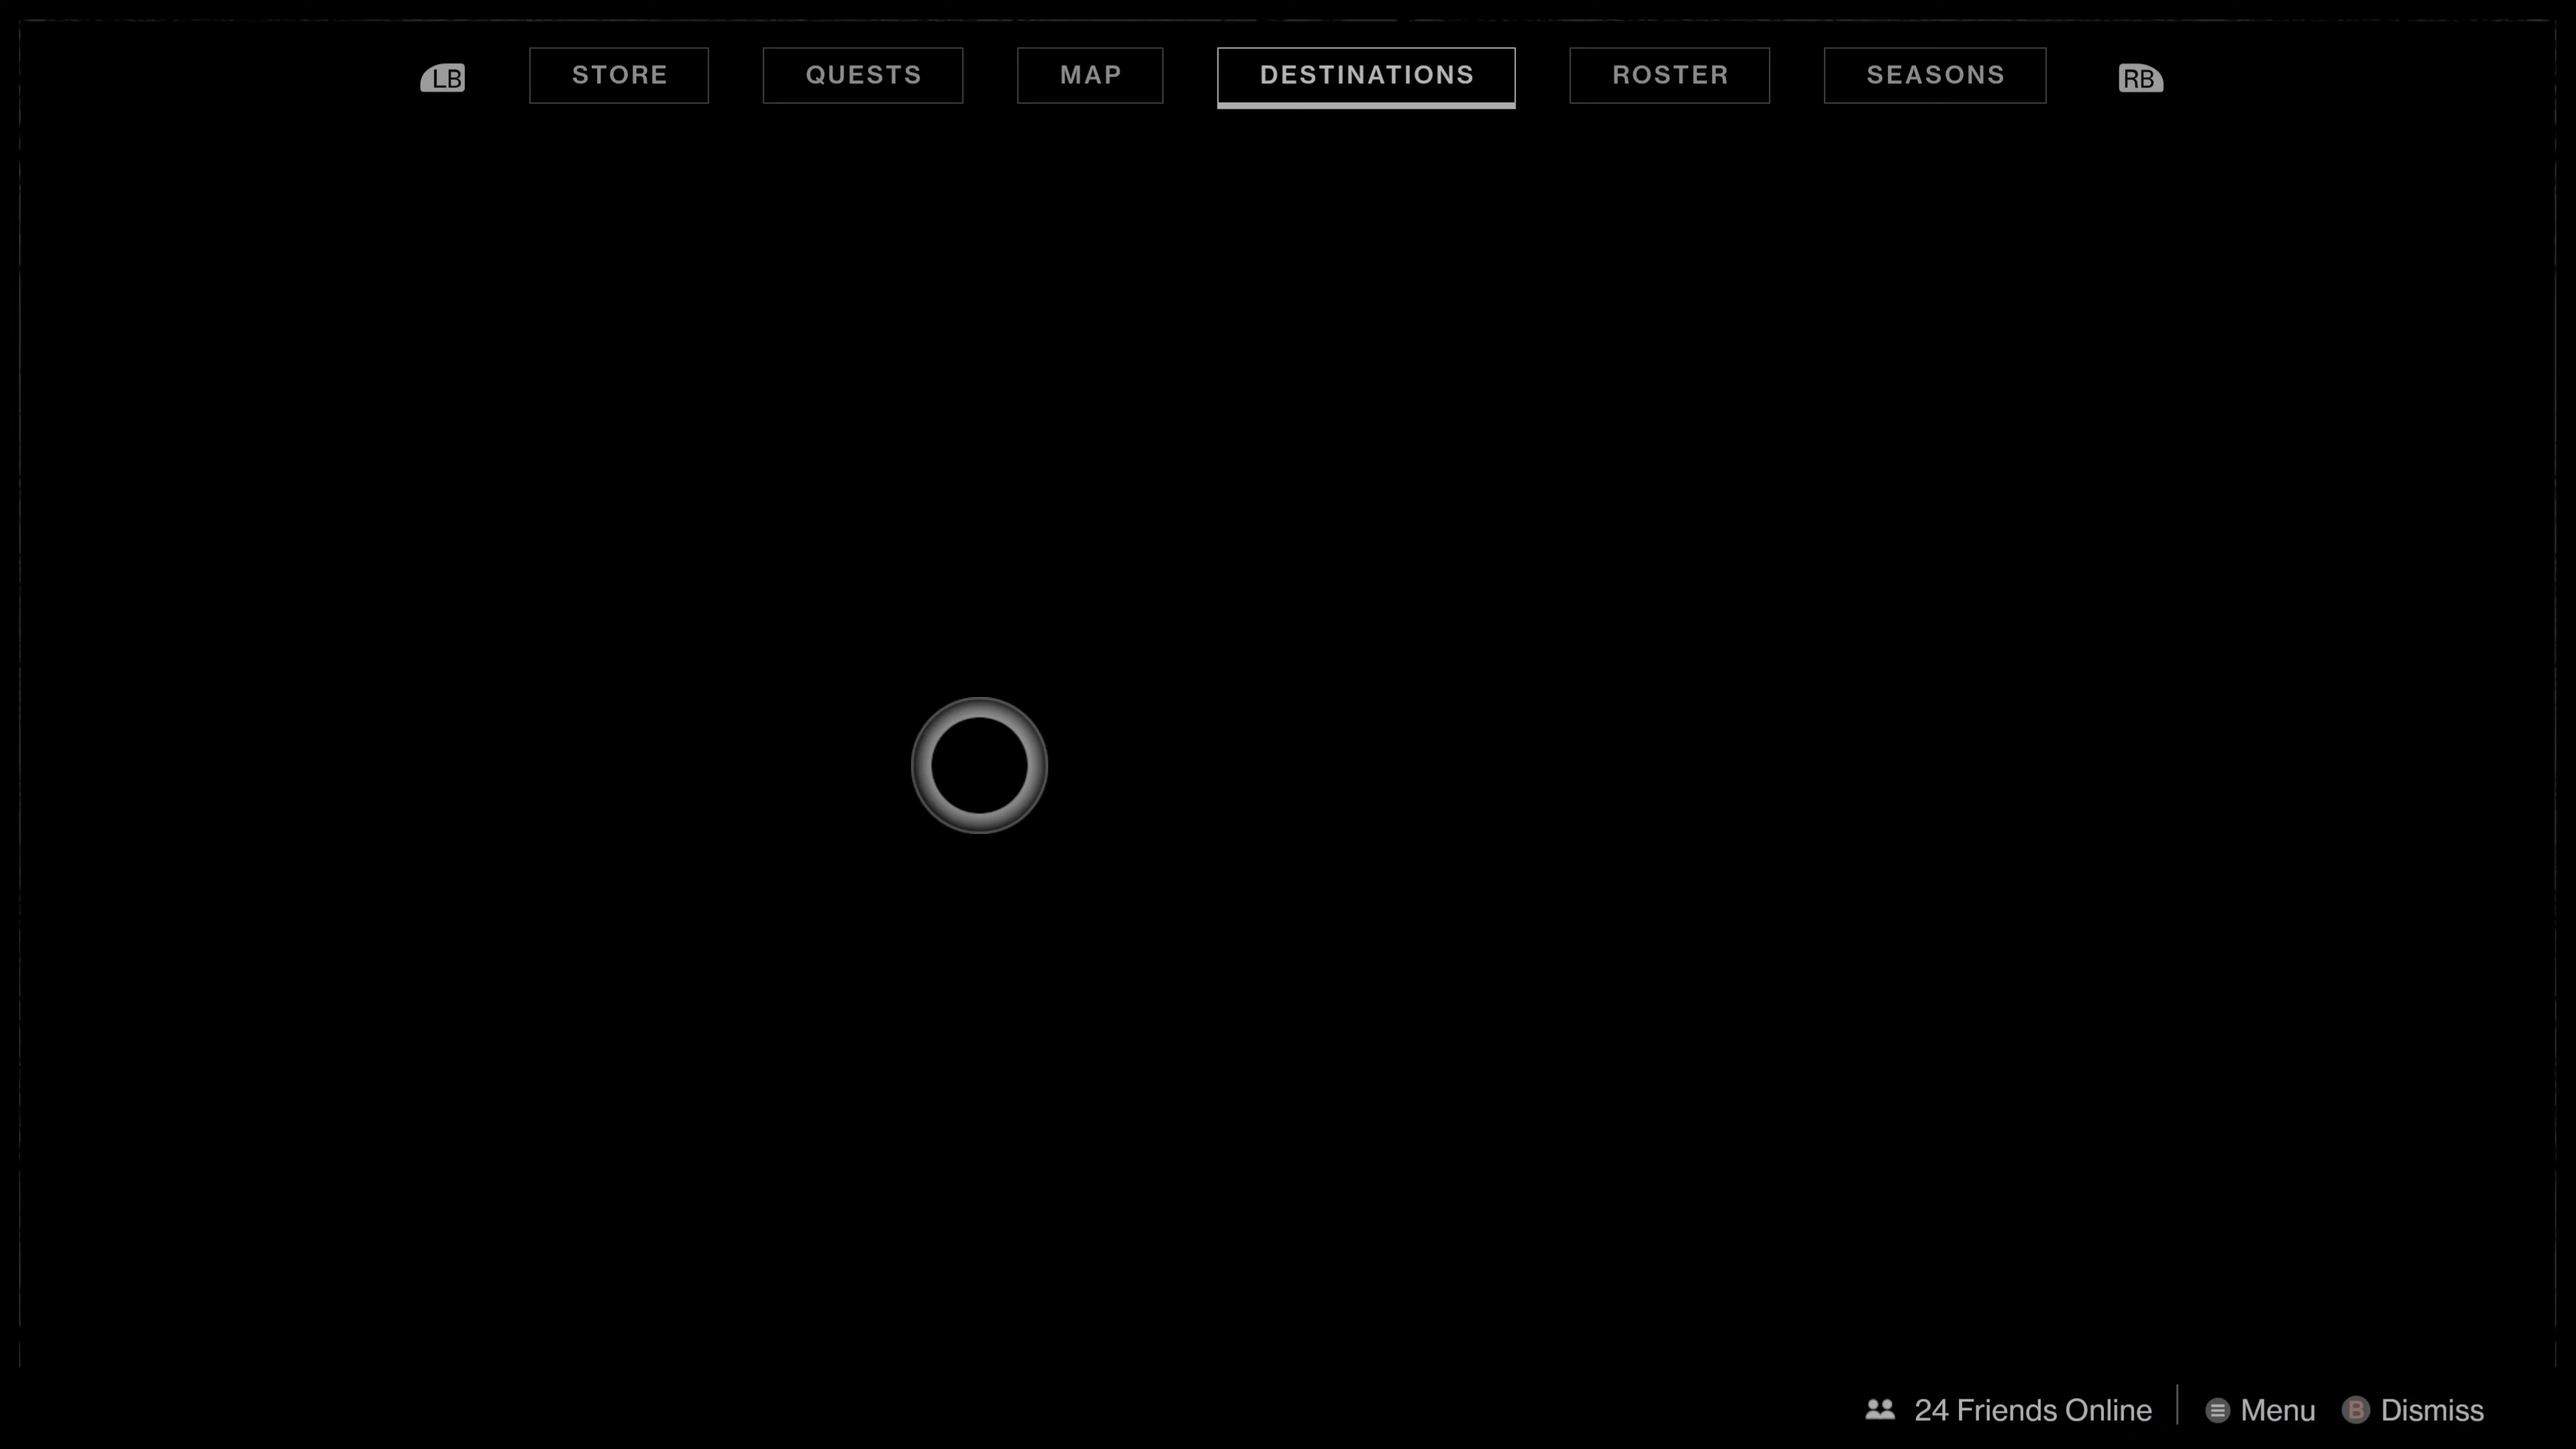 LB STORE QUESTS MAP DESTINATIONS ROSTER SEASONS RB
24 Friends Online Menu B Dismiss